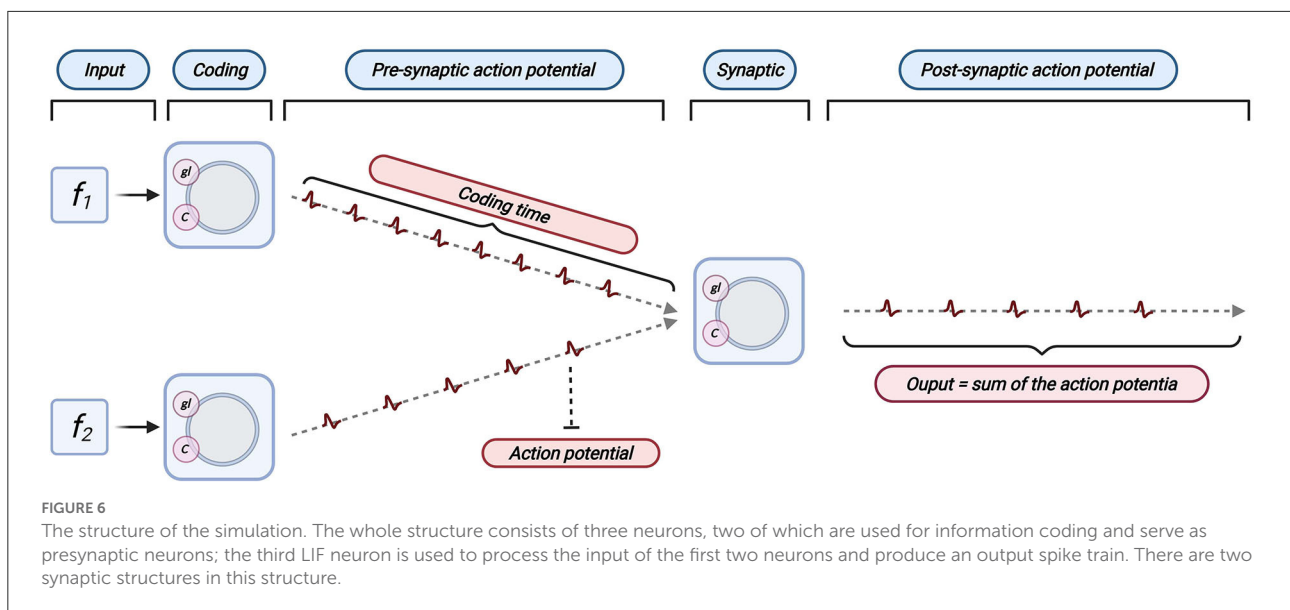 Input
Coding
Pre-synaptic action potential
Synaptic
Post-synaptic action potential
f1
gl
C
Coding time
gl
C
f2
gl
C
Action potential
Ouput = sum of the action potentia
FIGURE 6
The structure of the simulation. The whole structure consists of three neurons, two of which are used for information coding and serve as
presynaptic neurons; the third LIF neuron is used to process the input of the first two neurons and produce an output spike train. There are two
synaptic structures in this structure.